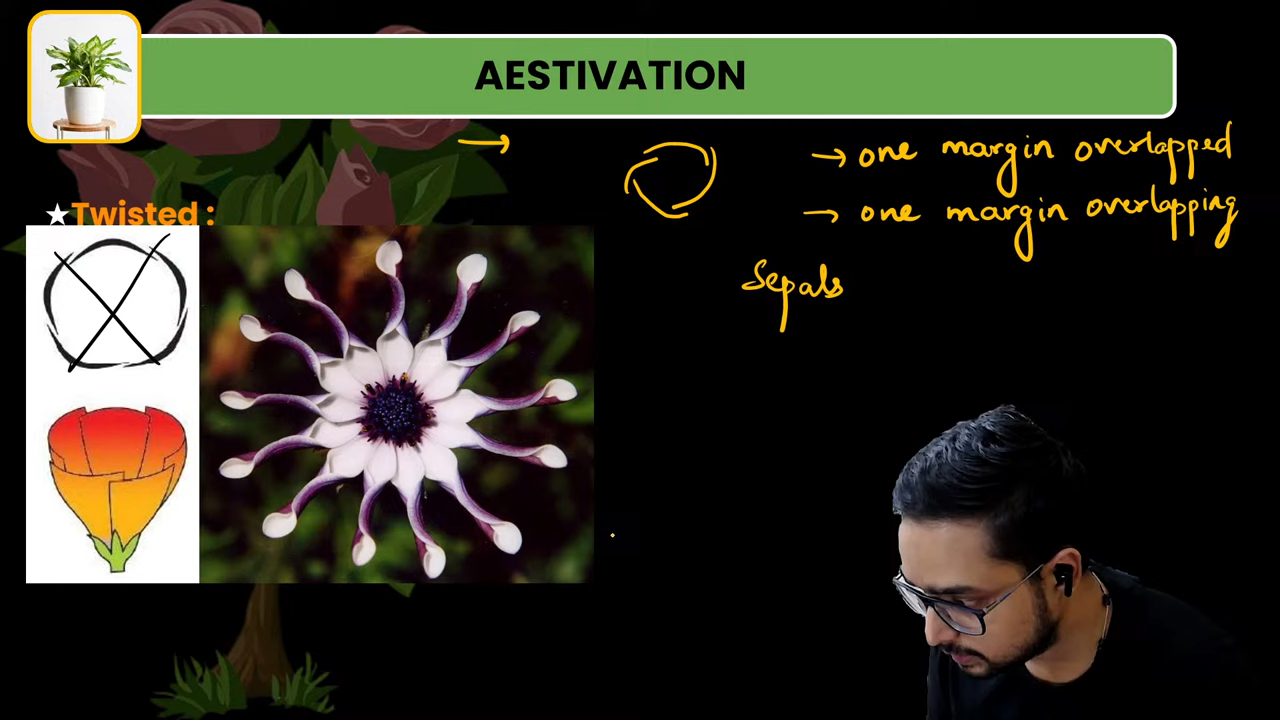 AESTIVATION
→ one margin overlapped
→ one margin overlapping
★Twisted :
Sepals